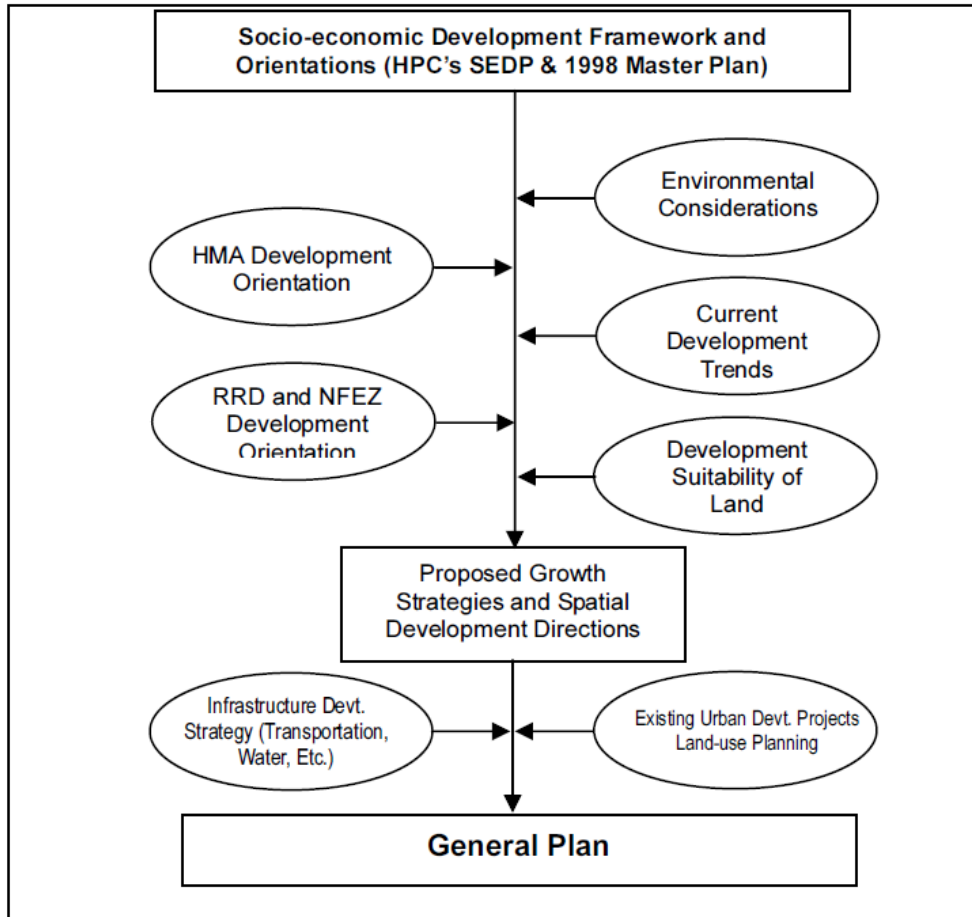 Socio-economic Development Framework and
Orientations (HPC's SEDP & 1998 Master Plan)
Environmental
Considerations
HMA Development
Orientation
Current
Development
Trends
RRD and NFEZ
Development
Orientation
Development
Suitability of
Land
Proposed Growth
Strategies and Spatial
Development Directions
Infrastructure Devt.
Strategy (Transportation,
Water, Etc.)
Existing Urban Devt. Projects
Land-use Planning
General Plan